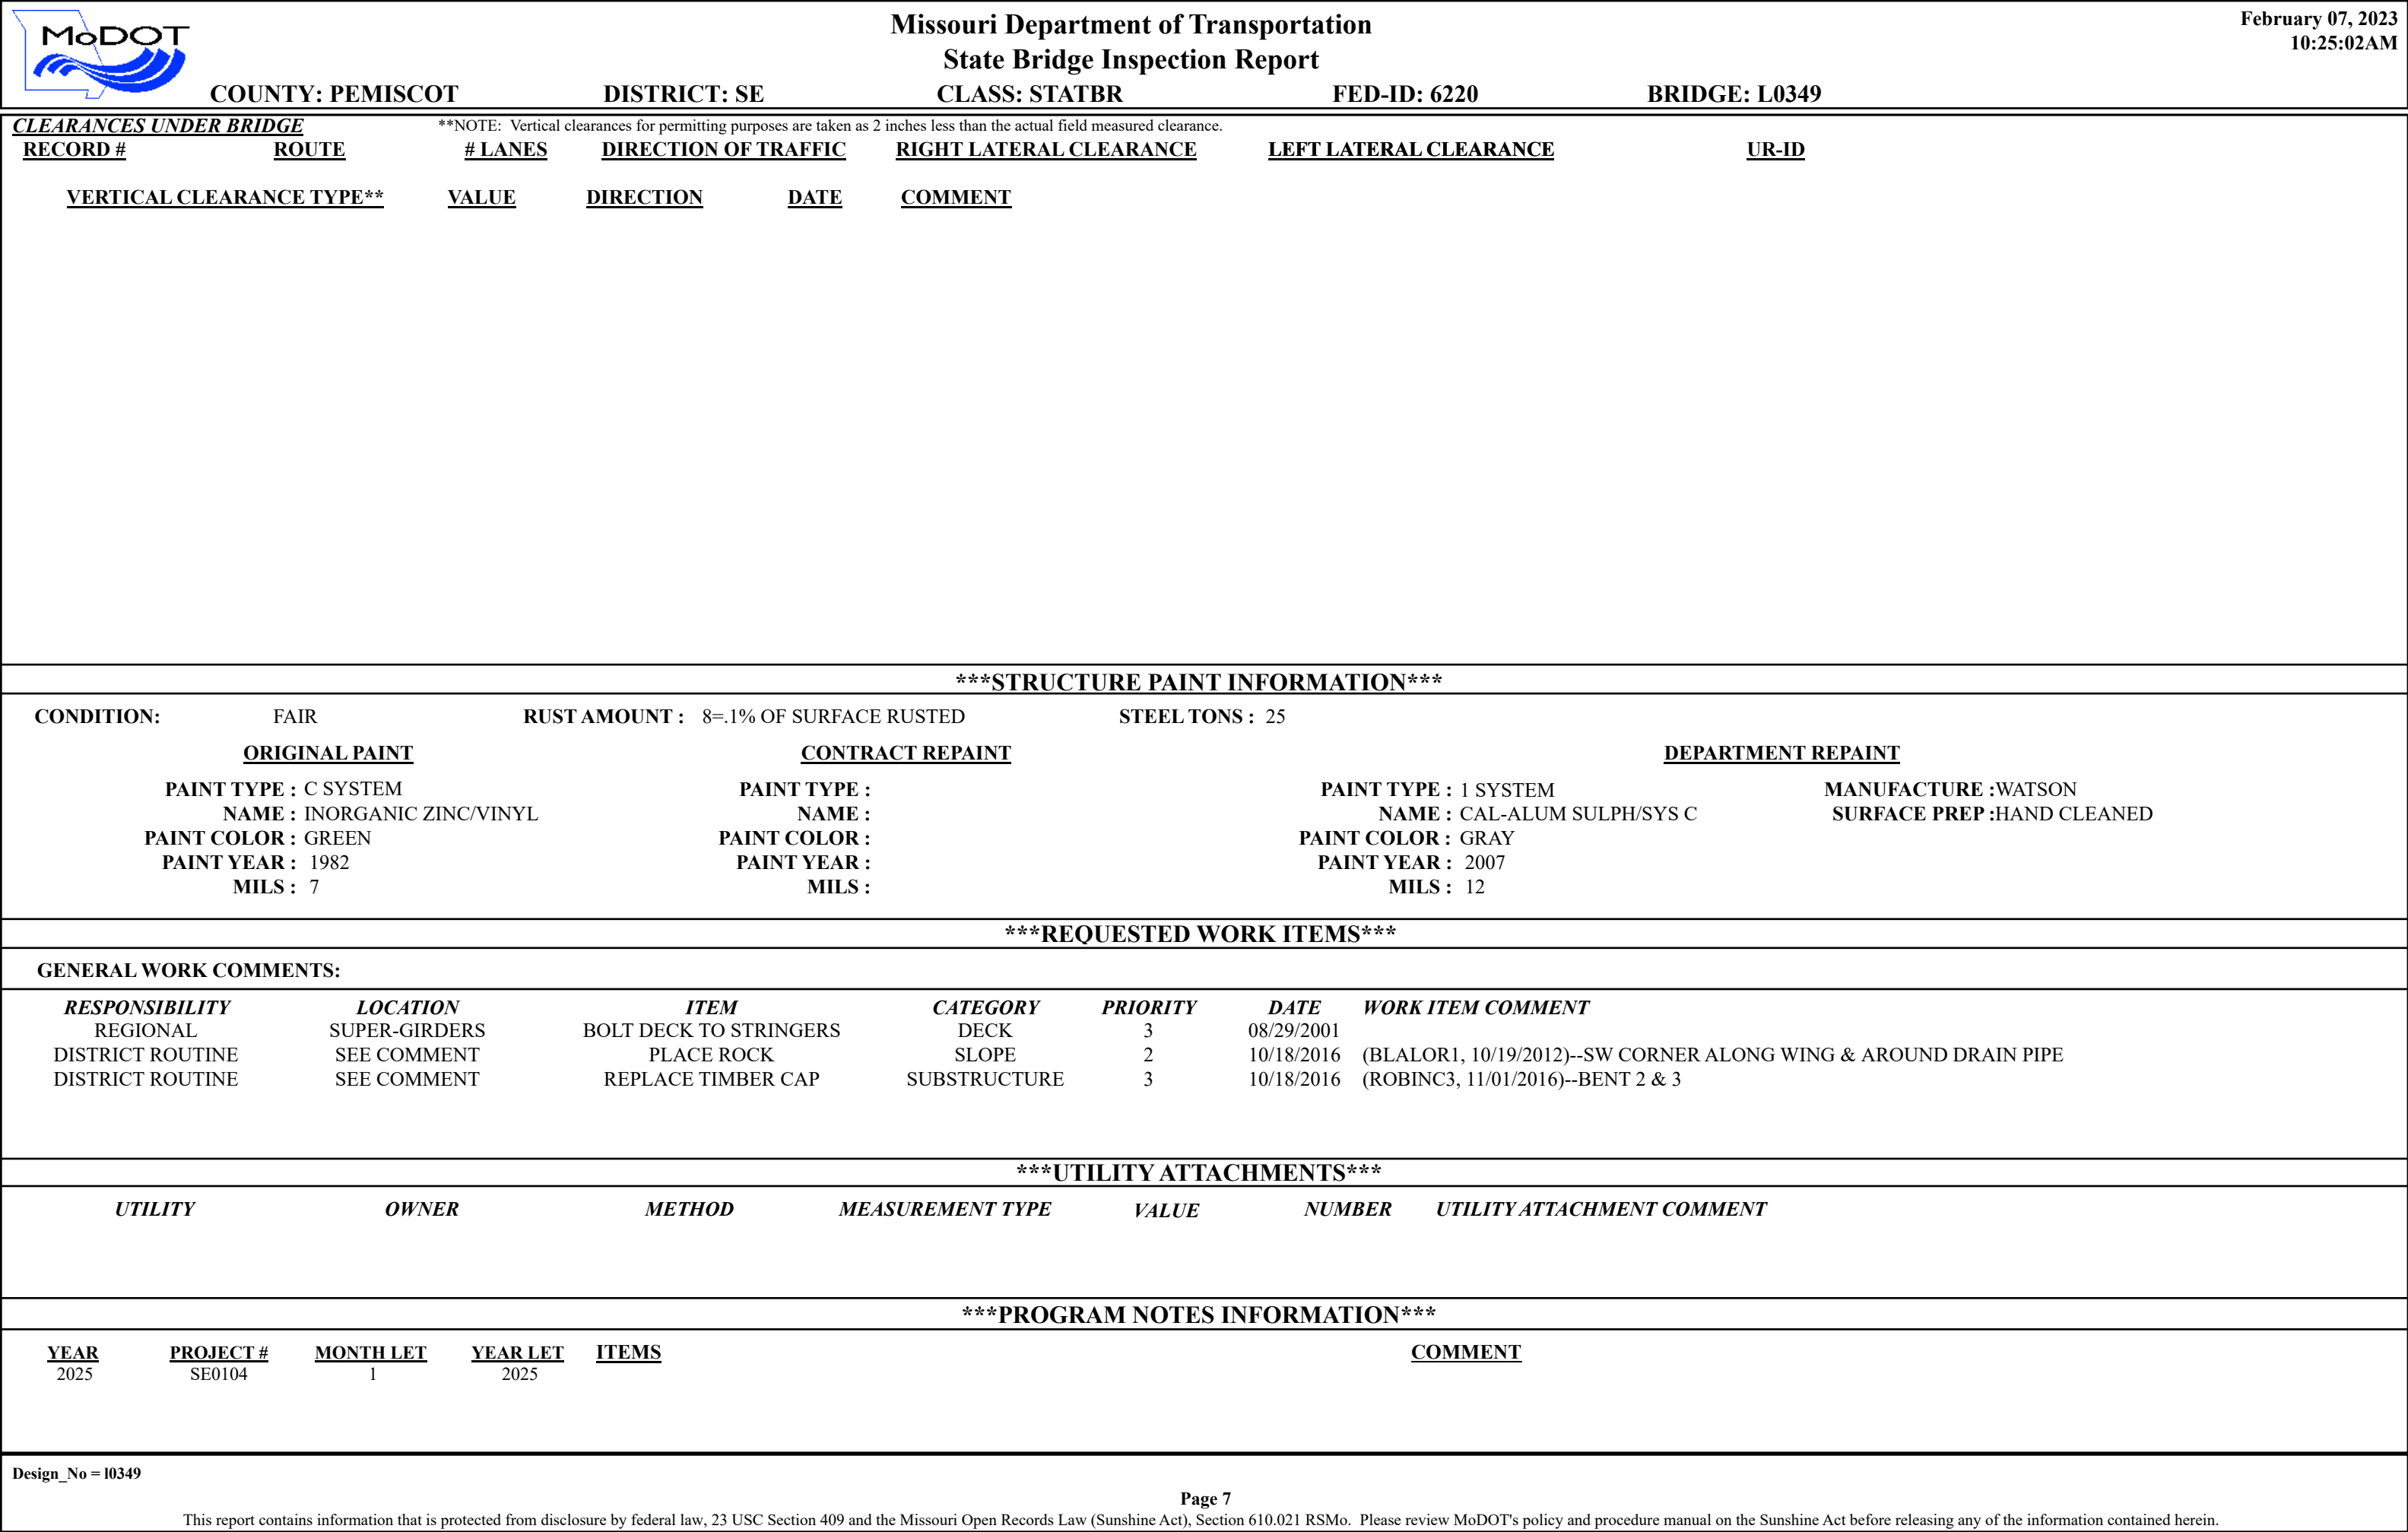 MoDOT
Missouri Department of Transportation
State Bridge Inspection Report
February 07, 2023
10:25:02AM
COUNTY: PEMISCOT DISTRICT: SE CLASS: STATBR FED-ID: 6220 BRIDGE: L0349
CLEARANCES UNDER BRIDGE **NOTE: Vertical clearances for permitting purposes are taken as 2 inches less than the actual field measured clearance.
RECORD # ROUTE # LANES DIRECTION OF TRAFFIC RIGHT LATERAL CLEARANCE LEFT LATERAL CLEARANCE UR-ID
VERTICAL CLEARANCE TYPE** VALUE DIRECTION DATE COMMENT
***STRUCTURE PAINT INFORMATION***
CONDITION: FAIR RUST AMOUNT : 8=.1% OF SURFACE RUSTED STEEL TONS : 25
ORIGINAL PAINT CONTRACT REPAINT DEPARTMENT REPAINT
PAINT TYPE : C SYSTEM PAINT TYPE : PAINT TYPE : 1 SYSTEM MANUFACTURE :WATSON
NAME : INORGANIC ZINC/VINYL NAME : NAME : CAL-ALUM SULPH/SYS C SURFACE PREP :HAND CLEANED
PAINT COLOR : GREEN PAINT COLOR : PAINT COLOR : GRAY
PAINT YEAR : 1982 PAINT YEAR : PAINT YEAR : 2007
MILS : 7 MILS : MILS : 12
***REQUESTED WORK ITEMS***
GENERAL WORK COMMENTS:
RESPONSIBILITY LOCATION ITEM CATEGORY PRIORITY DATE WORK ITEM COMMENT
REGIONAL SUPER-GIRDERS BOLT DECK TO STRINGERS DECK 3 08/29/2001
DISTRICT ROUTINE SEE COMMENT PLACE ROCK SLOPE 2 10/18/2016 (BLALOR1, 10/19/2012)--SW CORNER ALONG WING & AROUND DRAIN PIPE
DISTRICT ROUTINE SEE COMMENT REPLACE TIMBER CAP SUBSTRUCTURE 3 10/18/2016 (ROBINC3, 11/01/2016)--BENT 2 & 3
***UTILITY ATTACHMENTS***
UTILITY OWNER METHOD MEASUREMENT TYPE VALUE NUMBER UTILITY ATTACHMENT COMMENT
***PROGRAM NOTES INFORMATION***
YEAR PROJECT # MONTH LET YEAR LET ITEMS COMMENT
2025 SE0104 1 2025
Design_No = l0349
Page 7
This report contains information that is protected from disclosure by federal law, 23 USC Section 409 and the Missouri Open Records Law (Sunshine Act), Section 610.021 RSMo. Please review MoDOT's policy and procedure manual on the Sunshine Act before releasing any of the information contained herein.